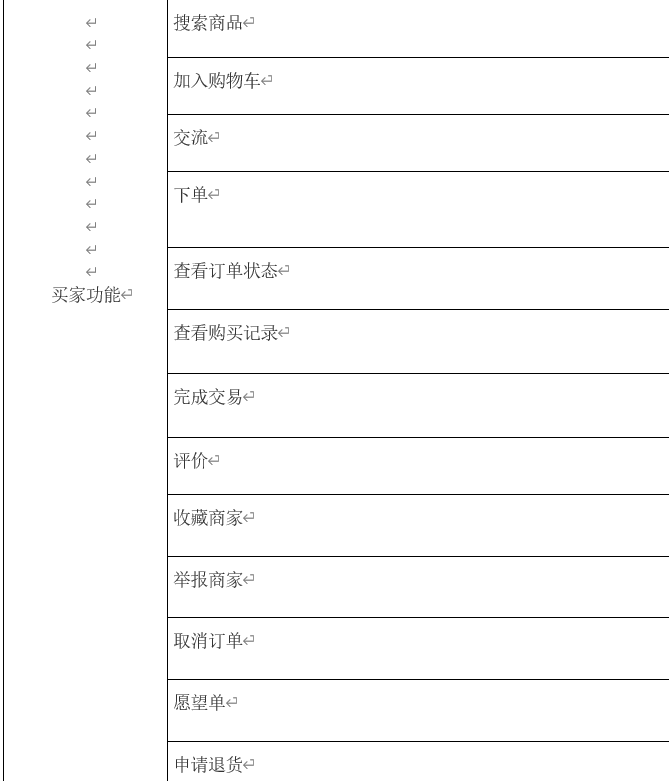 搜索商品
加入购物车
交流
下单
查看订单状态
买家功能
查看购买记录
完成交易
评价
收藏商家
举报商家
取消订单
愿望单
申请退货